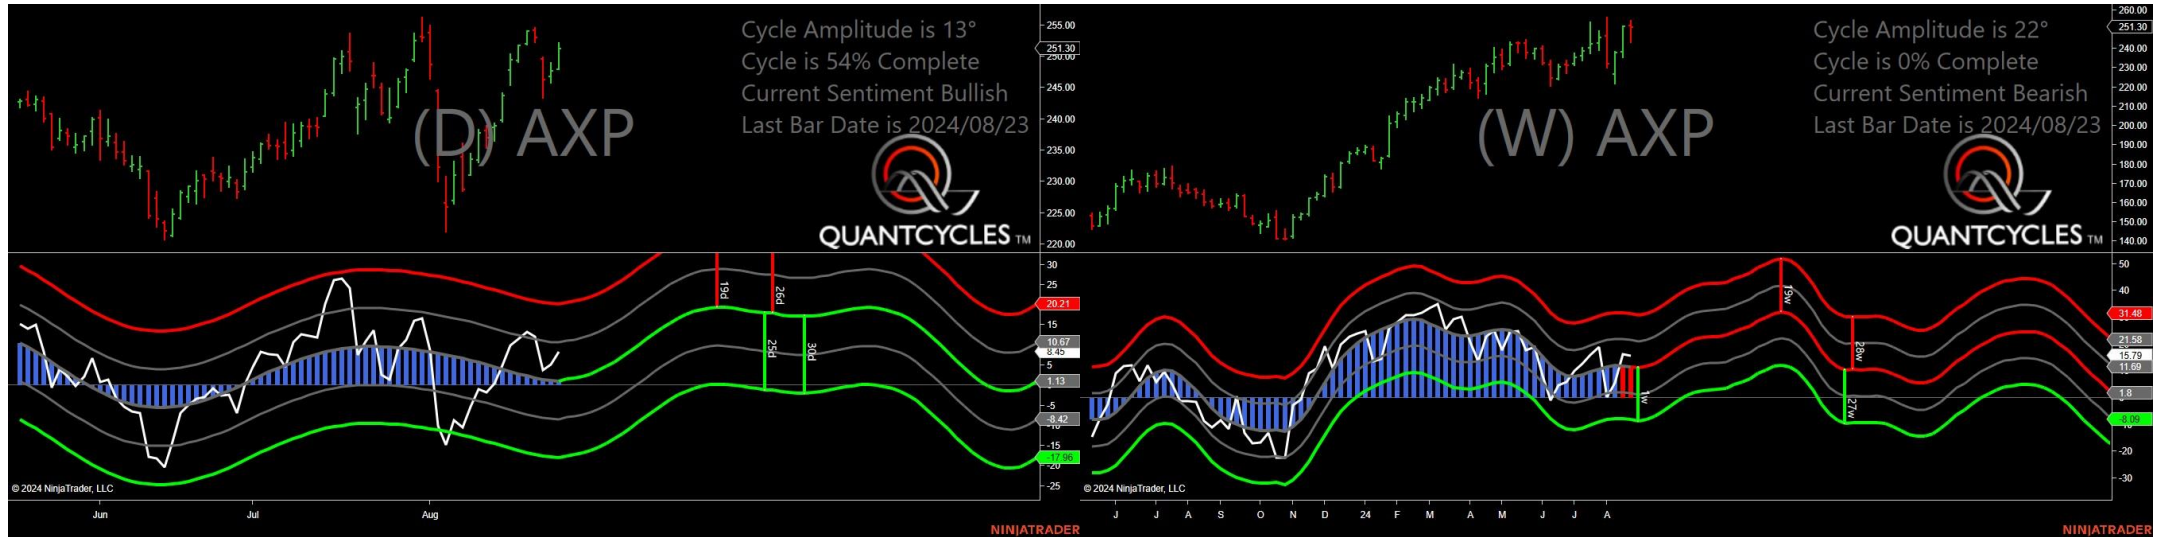 Cycle Amplitude is 13°
Cycle is 54% Complete
Current Sentiment Bullish
Last Bar Date is 2024/08/23
(D) AXP
QUANTCYCLES TM
255.00
251.30
250.00
245.00
240.00
235.00
230.00
225.00
220.00
30
25
20.21
15
10.67
8.45
5
1.13
-5
-8.42
-15
-17.96
-20
-25
19d
26d
25d
30d
© 2024 NinjaTrader, LLC
Jun
Jul
Aug
NINJATRADER
Cycle Amplitude is 22°
Cycle is 0% Complete
Current Sentiment Bearish
Last Bar Date is 2024/08/23
(W) AXP
QUANTCYCLES TM
260.00
251.30
240.00
230.00
220.00
210.00
200.00
190.00
180.00
170.00
160.00
150.00
140.00
50
40
31.48
21.58
15.79
11.69
1.8
-8.09
-20
-30
19w
28w
1w
27w
© 2024 NinjaTrader, LLC
J
J
A
S
O
N
D
24
F
M
A
M
J
J
A
NINJATRADER